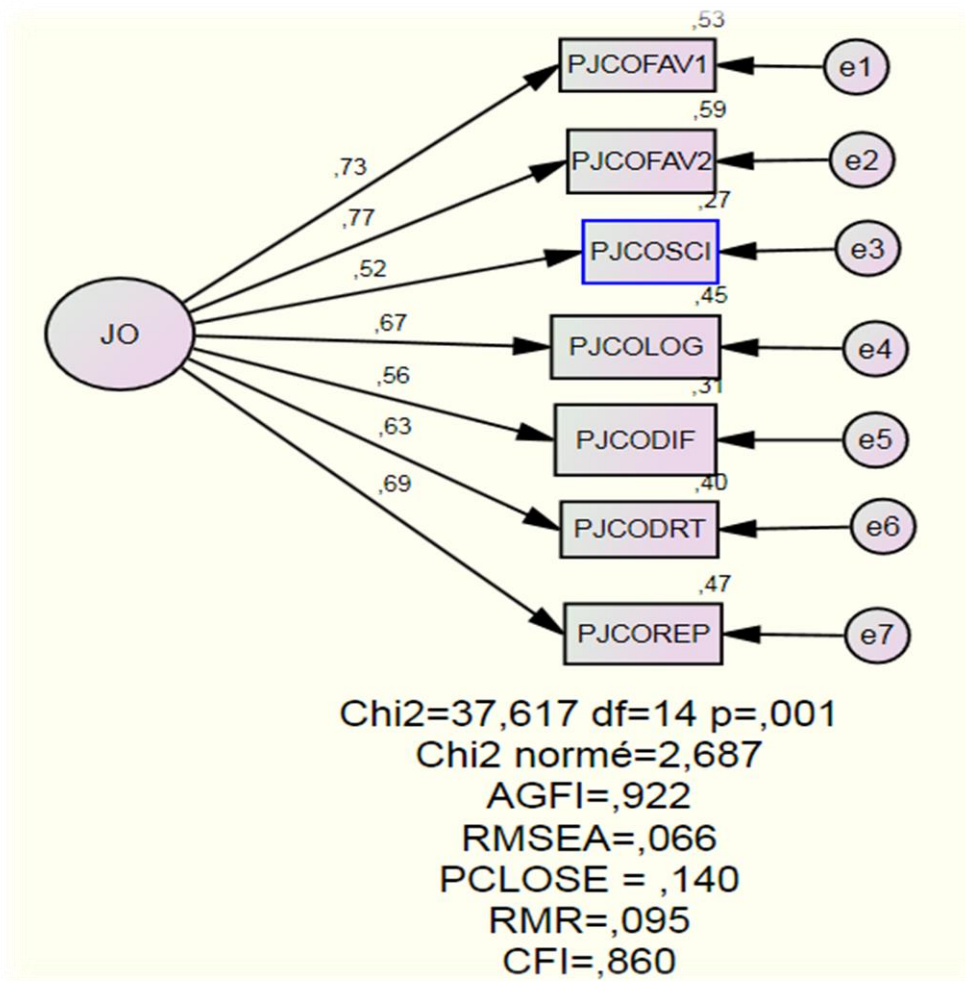 ,53
PJCOFAV1
e1
,73
,59
PJCOFAV2
e2
,77
,27
PJCOSCI
e3
,52
,45
JO
,67
PJCOLOG
e4
,31
,56
PJCODIF
e5
,63
,40
PJCODRT
e6
,69
,47
PJCOREP
e7
Chi2=37,617 df=14 p=,001
Chi2 normé=2,687
AGFI=,922
RMSEA=,066
PCLOSE = ,140
RMR=,095
CFI=,860